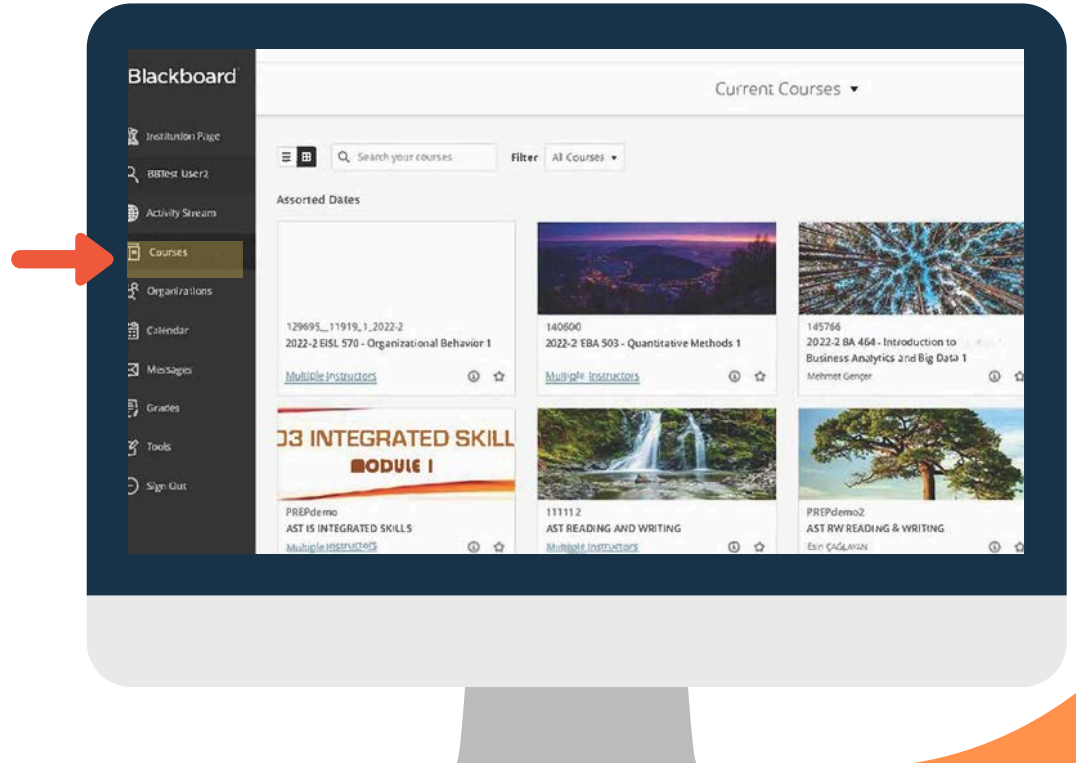 Blackboard
Institution Page
BBTest User2
Activity Stream
Courses
Organizations
Calendar
Messages
Grades
Tools
Sign Out
Current Courses
Search your courses
Filter All Courses
Assorted Dates
129695__11919_1_2022-2
2022-2 EISL 570 - Organizational Behavior 1
Multiple Instructors
140600
2022-2 EBA 503 - Quantitative Methods 1
Multiple Instructors
145766
2022-2 BA 464 - Introduction to
Business Analytics and Big Data 1
Mehmet Gençer
03 INTEGRATED SKILL
MODULE I
PREPdemo
AST IS INTEGRATED SKILLS
Multiple Instructors
111112
AST READING AND WRITING
Multiple Instructors
PREPdemo2
AST RW READING & WRITING
Esin ÇAĞLAYAN